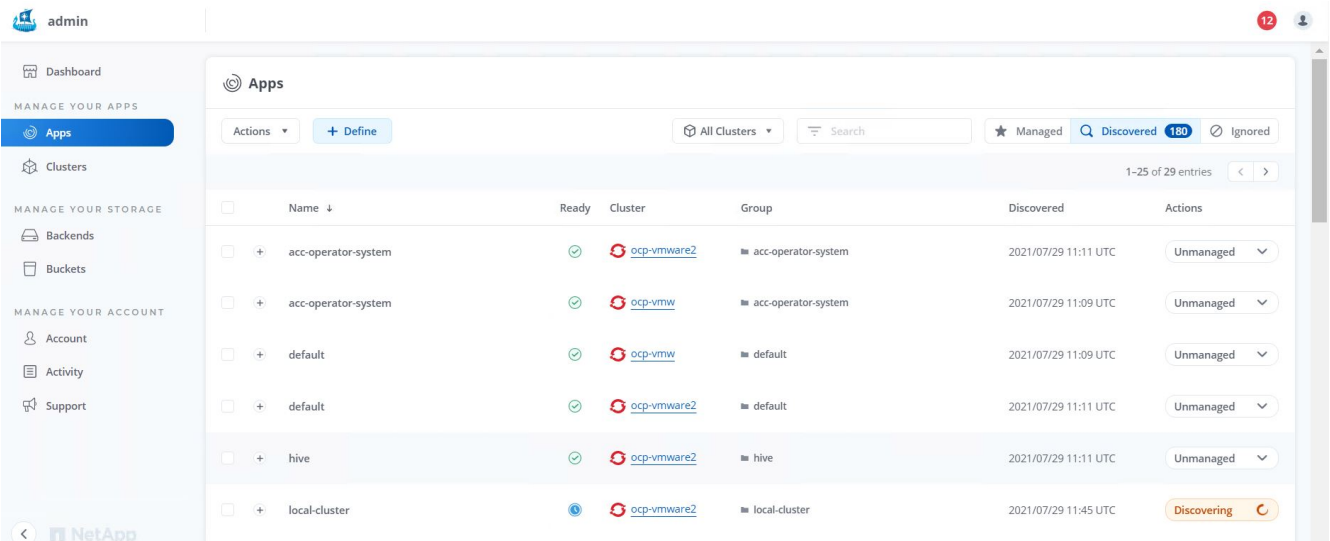 admin
12
Dashboard
MANAGE YOUR APPS
Apps
Clusters
MANAGE YOUR STORAGE
Backends
Buckets
MANAGE YOUR ACCOUNT
Account
Activity
Support
NetApp
Apps
Actions + Define All Clusters Search Managed Discovered 180 Ignored
1–25 of 29 entries < >
Name ↓ Ready Cluster Group Discovered Actions
+ acc-operator-system ocp-vmware2 acc-operator-system 2021/07/29 11:11 UTC Unmanaged
+ acc-operator-system ocp-vmw acc-operator-system 2021/07/29 11:09 UTC Unmanaged
+ default ocp-vmw default 2021/07/29 11:09 UTC Unmanaged
+ default ocp-vmware2 default 2021/07/29 11:11 UTC Unmanaged
+ hive ocp-vmware2 hive 2021/07/29 11:11 UTC Unmanaged
+ local-cluster ocp-vmware2 local-cluster 2021/07/29 11:45 UTC Discovering